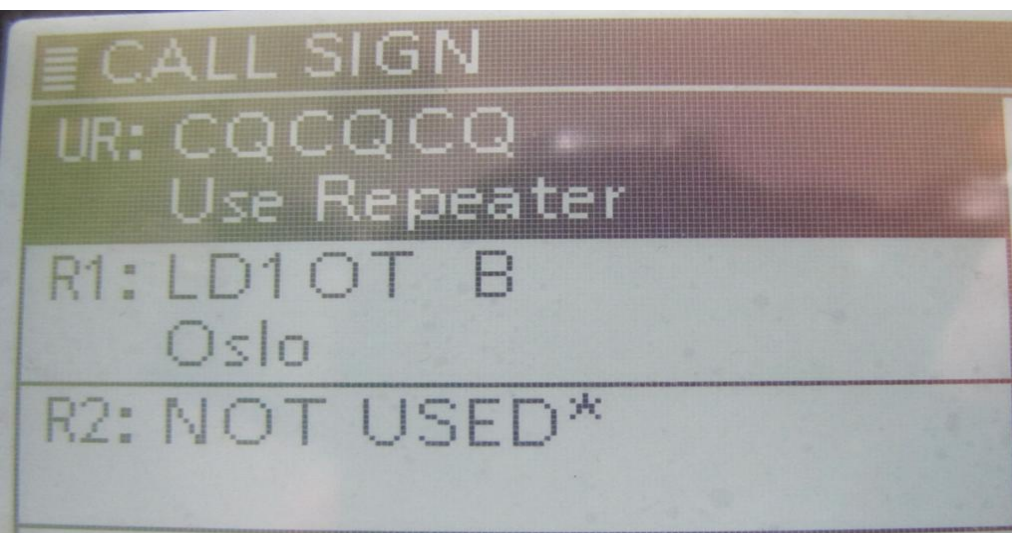 CALL SIGN
UR: CQCQCQ
Use Repeater
R1: LD1OT B
Oslo
R2: NOT USED*